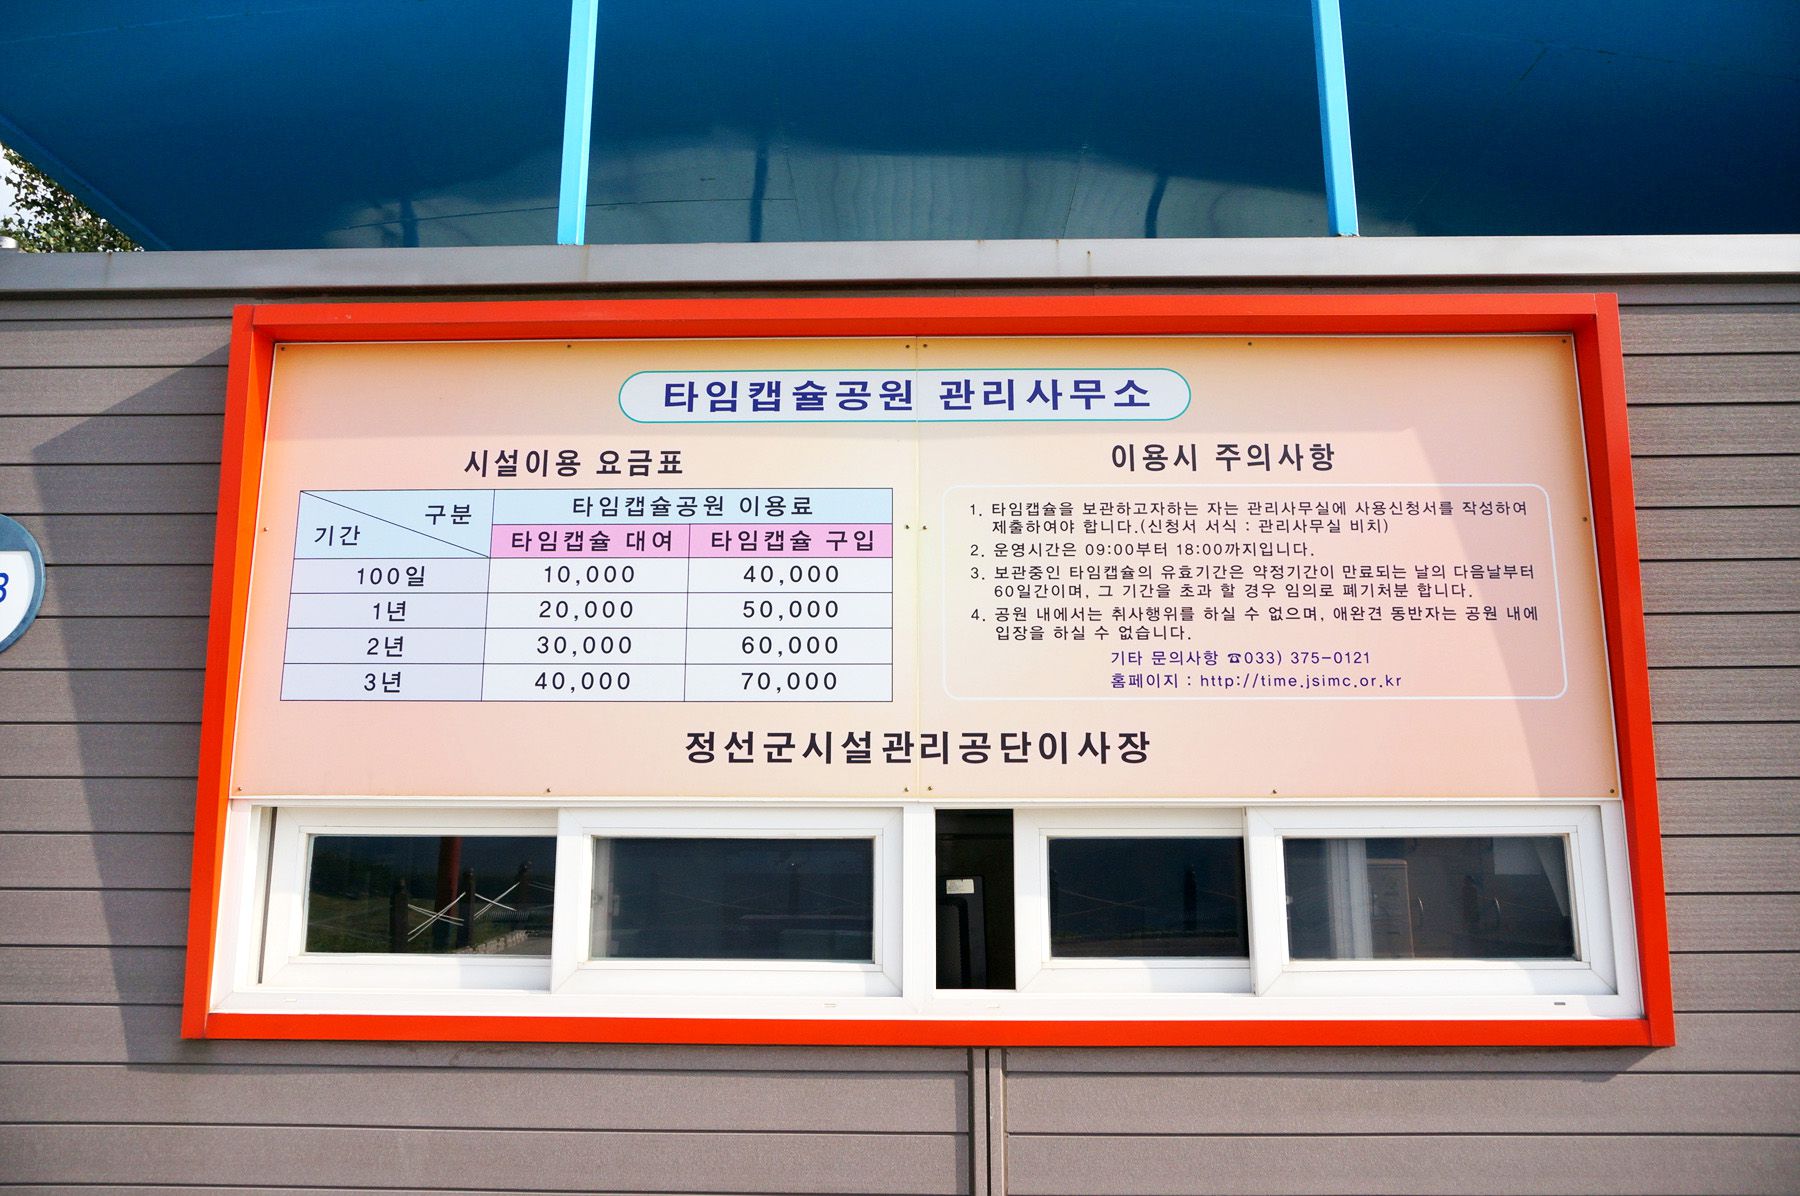 타임캡슐공원 관리사무소
시설이용 요금표
구분
기간
타임캡슐공원 이용료
타임캡슐 대여 타임캡슐 구입
100일 10,000 40,000
1년 20,000 50,000
2년 30,000 60,000
3년 40,000 70,000
이용시 주의사항
1. 타임캡슐을 보관하고자하는 자는 관리사무실에 사용신청서를 작성하여
제출하여야 합니다.(신청서 서식 : 관리사무실 비치)
2. 운영시간은 09:00부터 18:00까지입니다.
3. 보관중인 타임캡슐의 유효기간은 약정기간이 만료되는 날의 다음날부터
60일간이며, 그 기간을 초과 할 경우 임의로 폐기처분 합니다.
4. 공원 내에서는 취사행위를 하실 수 없으며, 애완견 동반자는 공원 내에
입장을 하실 수 없습니다.
기타 문의사항 ☎033) 375-0121
홈페이지 : http://time.jsimc.or.kr
정선군시설관리공단이사장